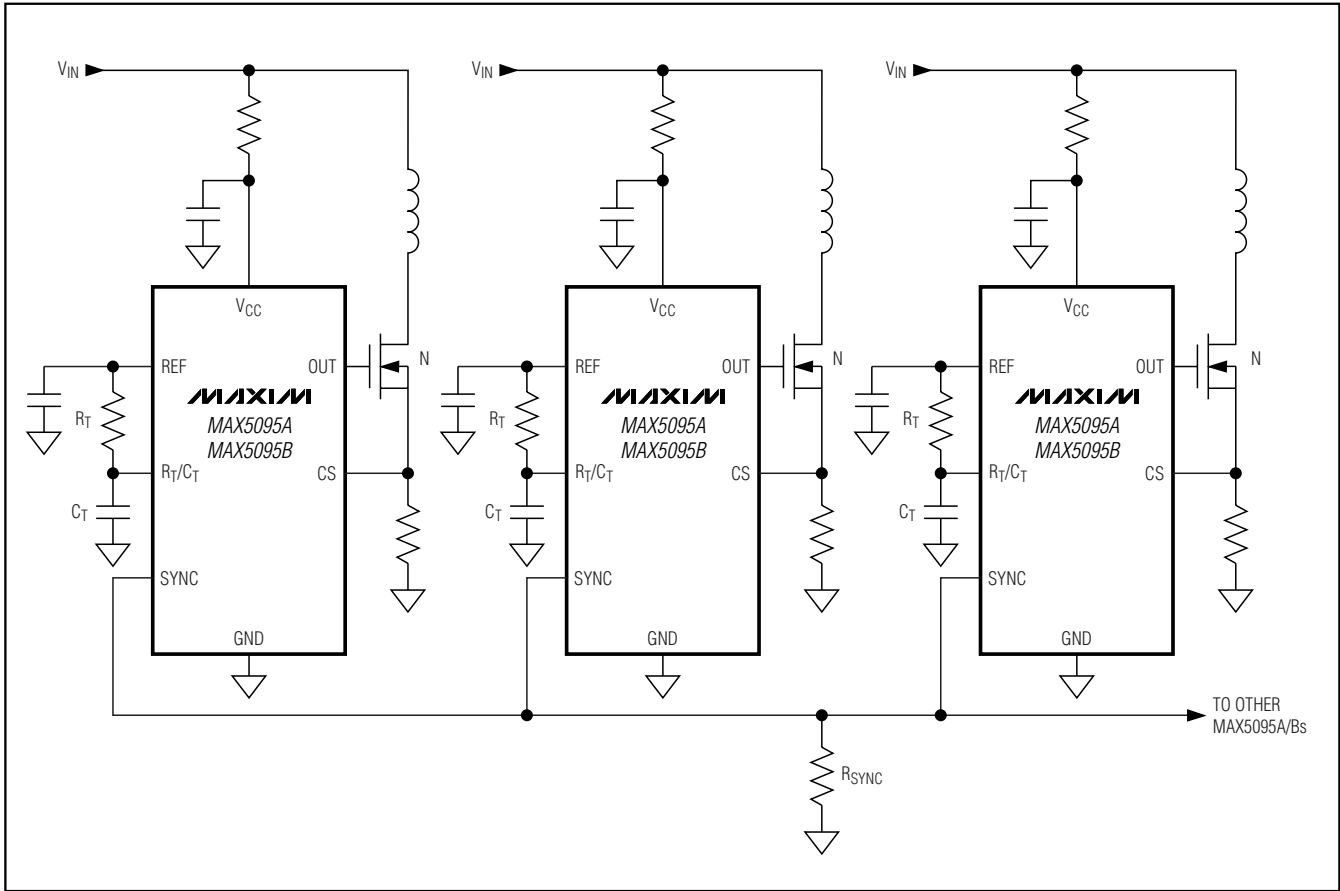 VIN VIN VIN
VCC VCC VCC
REF OUT N REF OUT N REF OUT N
MAXIM MAXIM MAXIM
RT MAX5095A RT MAX5095A RT MAX5095A
MAX5095B MAX5095B MAX5095B
RT/CT CS RT/CT CS RT/CT CS
CT CT CT
SYNC SYNC SYNC
GND GND GND
TO OTHER
MAX5095A/Bs
RSYNC